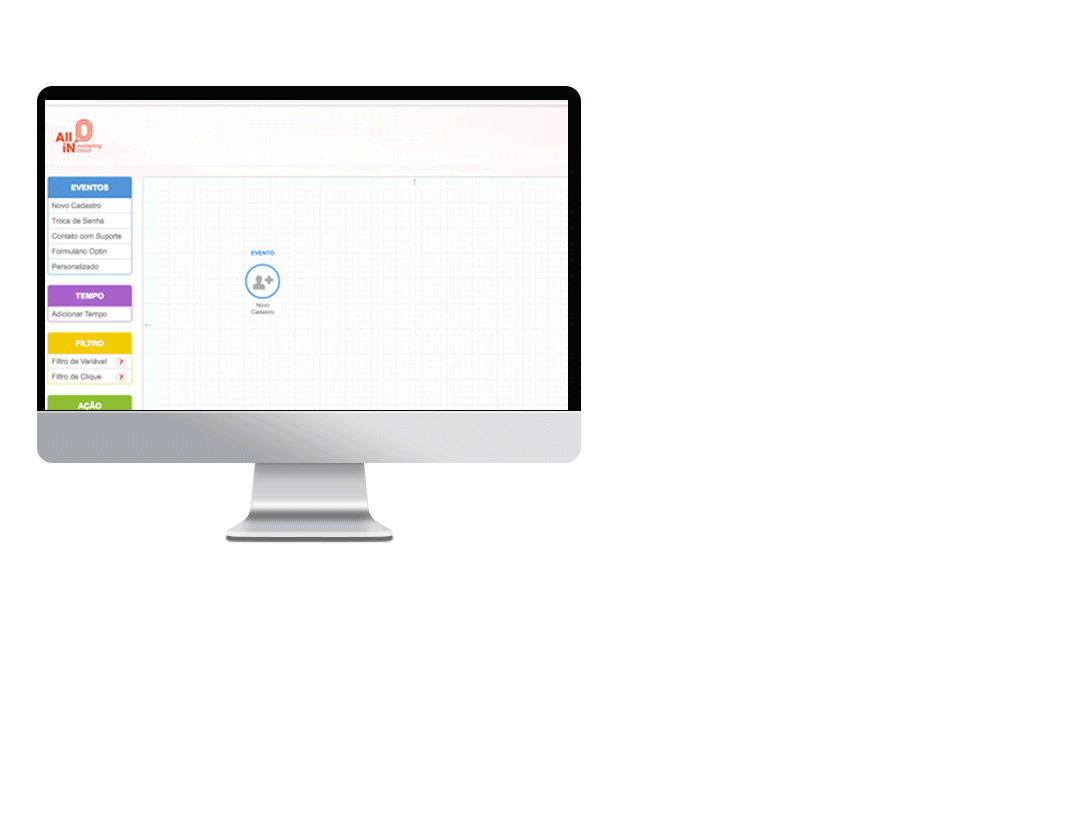 All
iN marketing
cloud
EVENTOS
Novo Cadastro
Troca de Senha
Contato com Suporte
Formulário Optin
Personalizado
TEMPO
Adicionar Tempo
FILTRO
Filtro de Variável ?
Filtro de Clique ?
AÇÃO
EVENTO
Novo
Cadastro